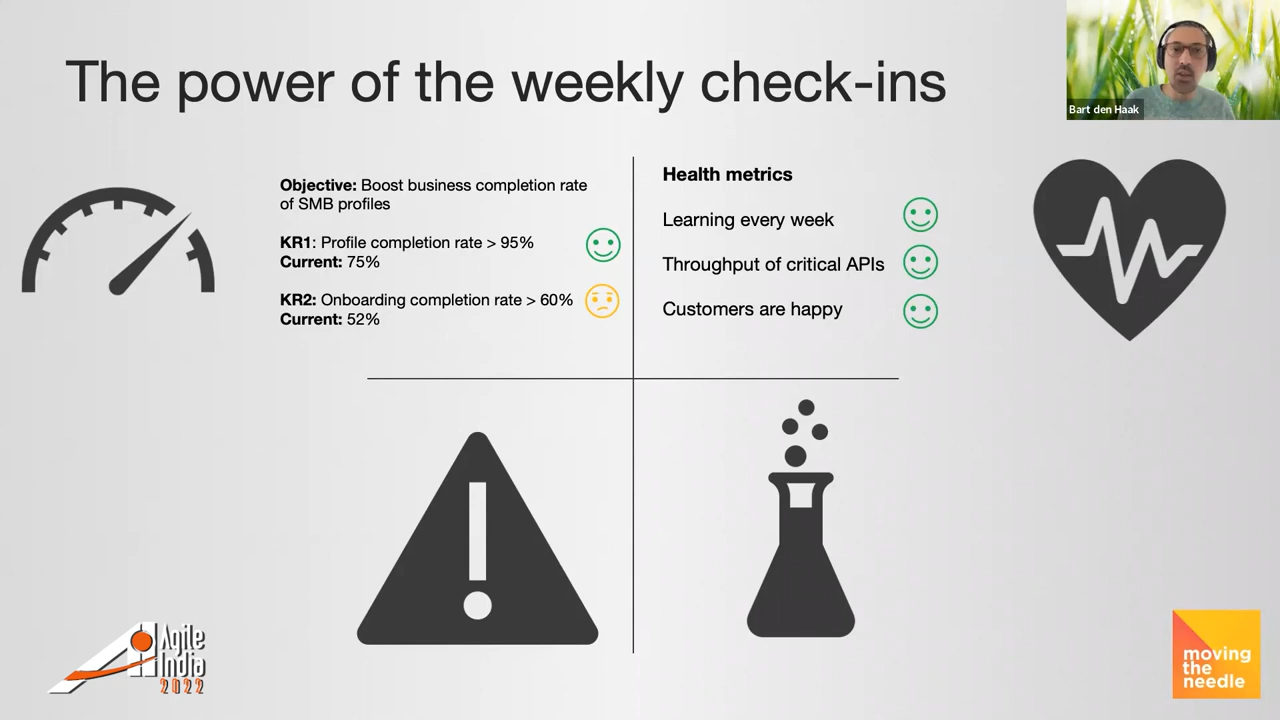 The power of the weekly check-ins
Bart den Haak
Objective: Boost business completion rate
of SMB profiles
KR1: Profile completion rate > 95%
Current: 75%
KR2: Onboarding completion rate > 60%
Current: 52%
Health metrics
Learning every week
Throughput of critical APIs
Customers are happy
Agile
India
2022
moving
the
needle